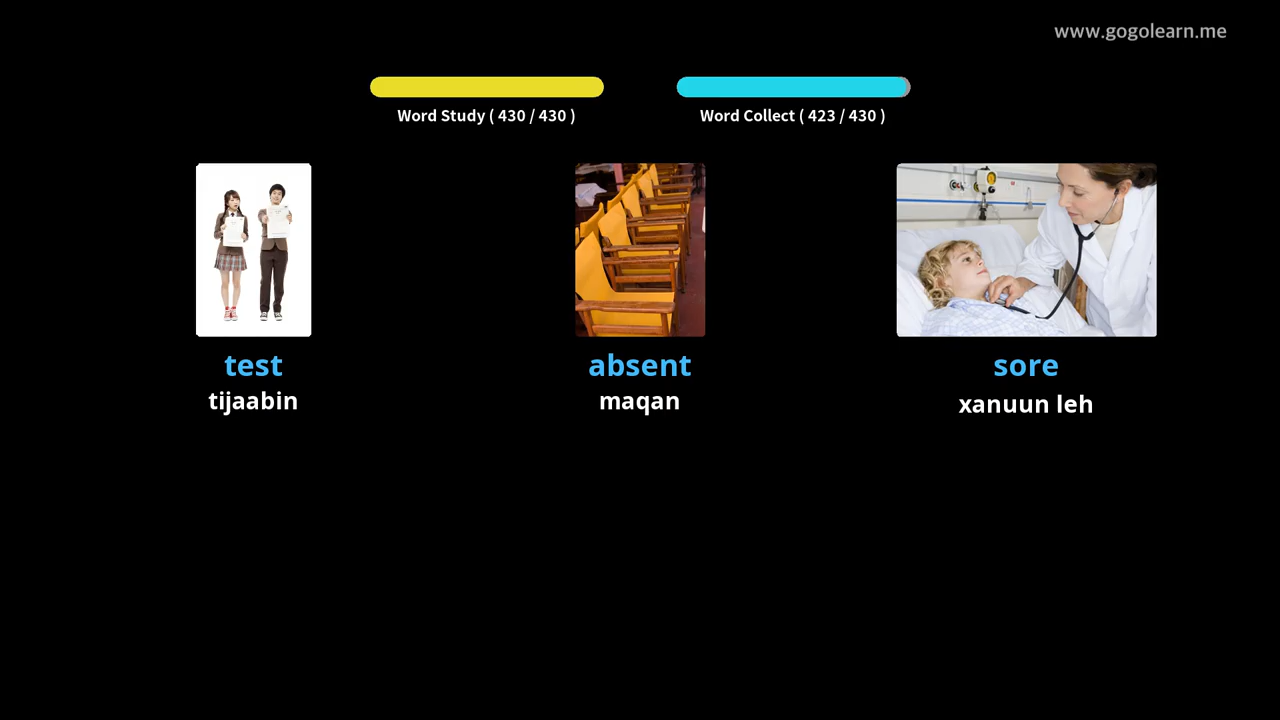 www.gogolearn.me
Word Study ( 430 / 430 )
Word Collect ( 423 / 430 )
test
tijaabin
absent
maqan
sore
xanuun leh